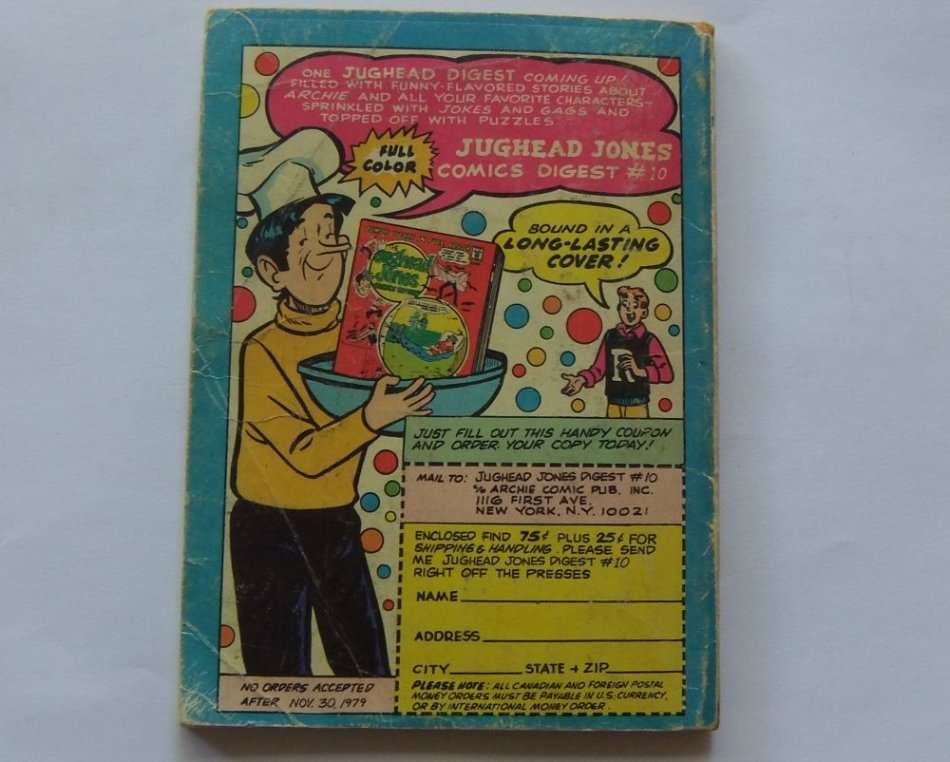 ONE JUGHEAD DIGEST COMING UP!
FILLED WITH FUNNY-FLAVORED STORIES ABOUT
ARCHIE AND ALL YOUR FAVORITE CHARACTERS-
SPRINKLED WITH JOKES AND GAGS AND
TOPPED OFF WITH PUZZLES
FULL
COLOR
JUGHEAD JONES
COMICS DIGEST #10
BOUND IN A
LONG-LASTING
COVER!
Jughead
Jones
R
JUST FILL OUT THIS HANDY COUPON
AND ORDER YOUR COPY TODAY!
MAIL TO: JUGHEAD JONES DIGEST #10
% ARCHIE COMIC PUB. INC.
1116 FIRST AVE.
NEW YORK, N.Y. 10021
ENCLOSED FIND 75¢ PLUS 25¢ FOR
SHIPPING & HANDLING. PLEASE SEND
ME JUGHEAD JONES DIGEST #10
RIGHT OFF THE PRESSES
NAME
ADDRESS
CITY STATE + ZIP
PLEASE NOTE: ALL CANADIAN AND FOREIGN POSTAL
MONEY ORDERS MUST BE PAYABLE IN U.S. CURRENCY,
OR BY INTERNATIONAL MONEY ORDER.
NO ORDERS ACCEPTED
AFTER NOV. 30, 1979